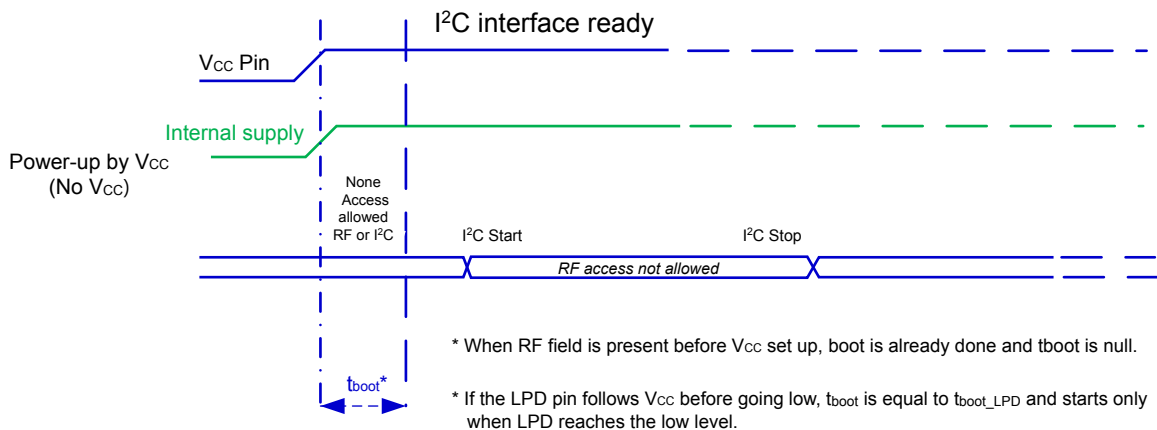 I²C interface ready
VCC Pin
Internal supply
Power-up by VCC
(No VCC)
None
Access
allowed
RF or I²C
I²C Start
I²C Stop
RF access not allowed
* When RF field is present before VCC set up, boot is already done and tboot is null.
tboot*
* If the LPD pin follows VCC before going low, tboot is equal to tboot_LPD and starts only
when LPD reaches the low level.